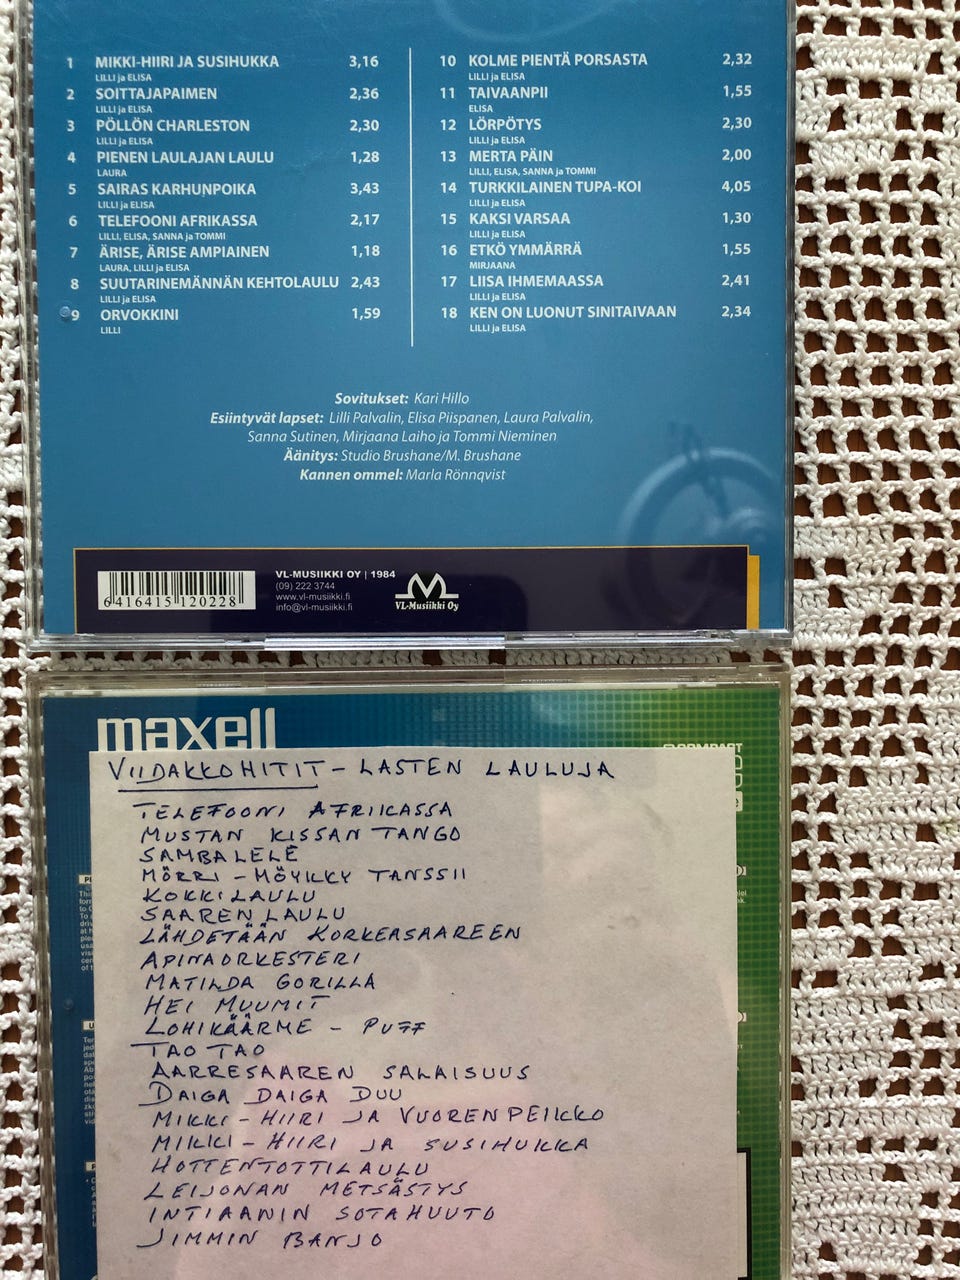 1 MIKKI-HIIRI JA SUSIHUKKA 3,16
LILLI ja ELISA
2 SOITTAJAPAIMEN 2,36
LILLI ja ELISA
3 PÖLLÖN CHARLESTON 2,30
LILLI ja ELISA
4 PIENEN LAULAJAN LAULU 1,28
LAURA
5 SAIRAS KARHUNPOIKA 3,43
LILLI ja ELISA
6 TELEFOONI AFRIKASSA 2,17
LILLI, ELISA, SANNA ja TOMMI
7 ÄRISE, ÄRISE AMPIAINEN 1,18
LAURA, LILLI ja ELISA
8 SUUTARINEMÄNNÄN KEHTOLAULU 2,43
LILLI ja ELISA
9 ORVOKKINI 1,59
LILLI
10 KOLME PIENTÄ PORSASTA 2,32
LILLI ja ELISA
11 TAIVAANPII 1,55
ELISA
12 LÖRPÖTYS 2,30
LILLI ja ELISA
13 MERTA PÄIN 2,00
LILLI, ELISA, SANNA ja TOMMI
14 TURKKILAINEN TUPA-KOI 4,05
LILLI ja ELISA
15 KAKSI VARSAA 1,30
LILLI ja ELISA
16 ETKÖ YMMÄRRÄ 1,55
MIRJAANA
17 LIISA IHMEMAASSA 2,41
LILLI ja ELISA
18 KEN ON LUONUT SINITAIVAAN 2,34
LILLI ja ELISA
Sovitukset: Kari Hillo
Esiintyvät lapset: Lilli Palvalin, Elisa Piispanen, Laura Palvalin,
Sanna Sutinen, Mirjaana Laiho ja Tommi Nieminen
Äänitys: Studio Brushane/M. Brushane
Kannen ommel: Marla Rönnqvist
6 416415 120228
VL-MUSIIKKI OY | 1984
(09) 222 3744
www.vl-musiikki.fi
info@vl-musiikki.fi
VL-Musiikki Oy
maxell
COMPACT
VIIDAKKOHITIT - LASTEN LAULUJA
TELEFOONI AFRIIKASSA
MUSTAN KISSAN TANGO
SAMBALELE
MÖRRI-MÖYKKY TANSSII
KOKKILAULU
SAAREN LAULU
LÄHDETÄÄN KORKEASAAREEN
APINAORKESTERI
MATILDA GORILLA
HEI MUUMIT
LOHIKÄÄRME - PUFF
TAO TAO
AARRESAAREN SALAISUUS
DAIGA DAIGA DUU
MIKKI-HIIRI JA VUORENPEIKKO
MIKKI-HIIRI JA SUSIHUKKA
HOTTENTOTTILAULU
LEIJONAN METSÄSTYS
INTIAANIN SOTAHUUTO
JIMMIN BANJO